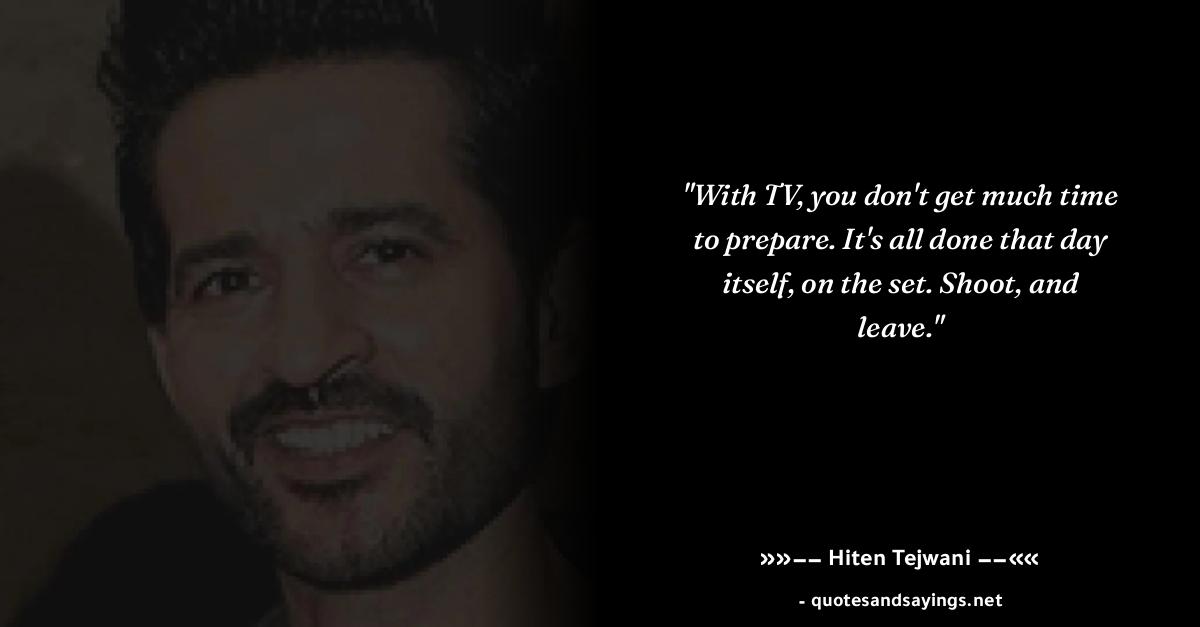 "With TV, you don't get much time
to prepare. It's all done that day
itself, on the set. Shoot, and
leave."
»»–– Hiten Tejwani ––««
- quotesandsayings.net